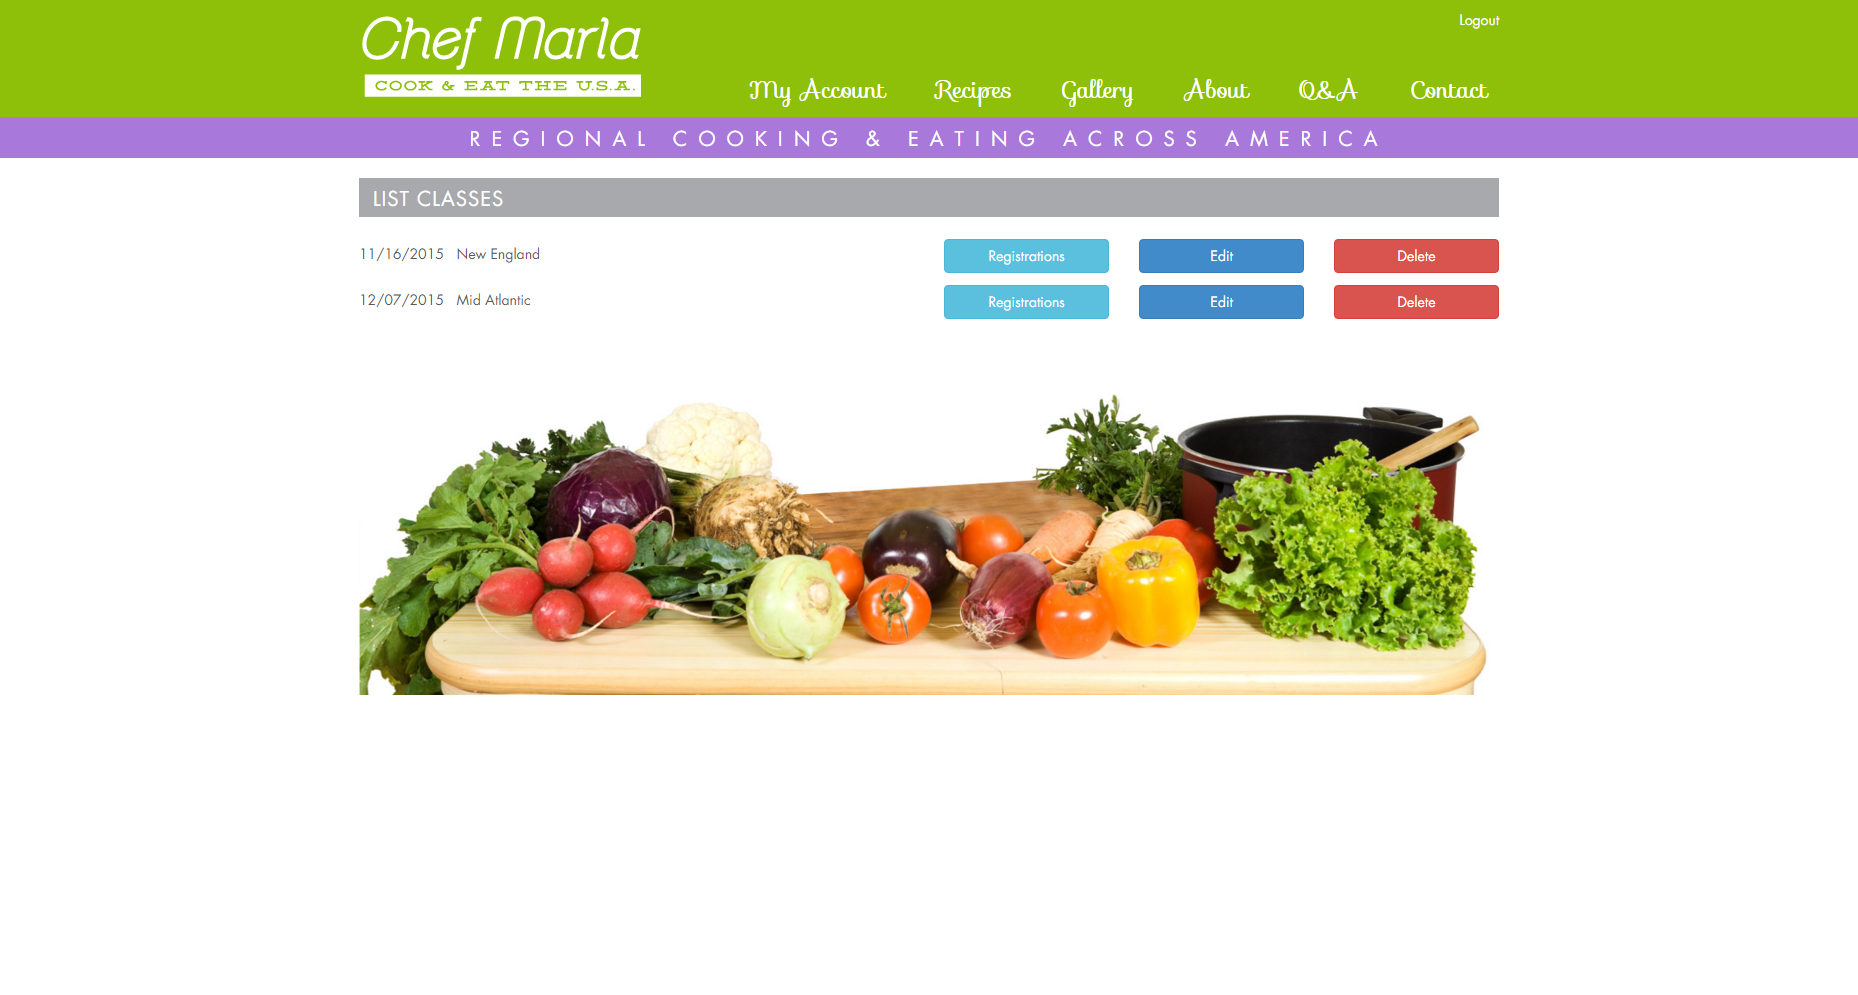 Chef Marla
COOK & EAT THE U.S.A.
Logout
My Account Recipes Gallery About Q&A Contact
REGIONAL COOKING & EATING ACROSS AMERICA
LIST CLASSES
11/16/2015 New England Registrations Edit Delete
12/07/2015 Mid Atlantic Registrations Edit Delete